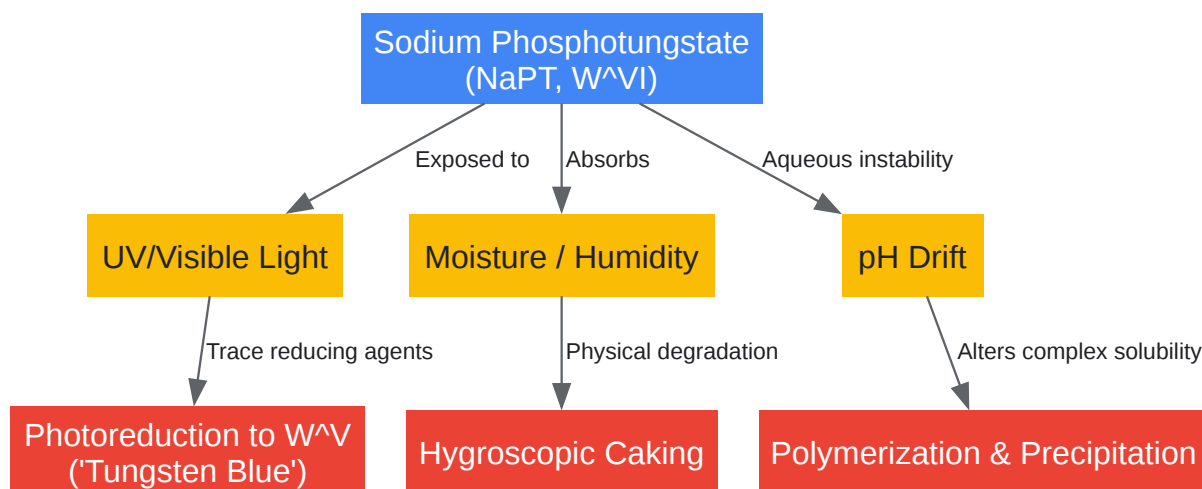 Sodium Phosphotungstate
(NaPT, W^VI)
Exposed to
Absorbs
Aqueous instability
UV/Visible Light
Moisture / Humidity
pH Drift
Trace reducing agents
Physical degradation
Alters complex solubility
Photoreduction to W^V
('Tungsten Blue')
Hygroscopic Caking
Polymerization & Precipitation